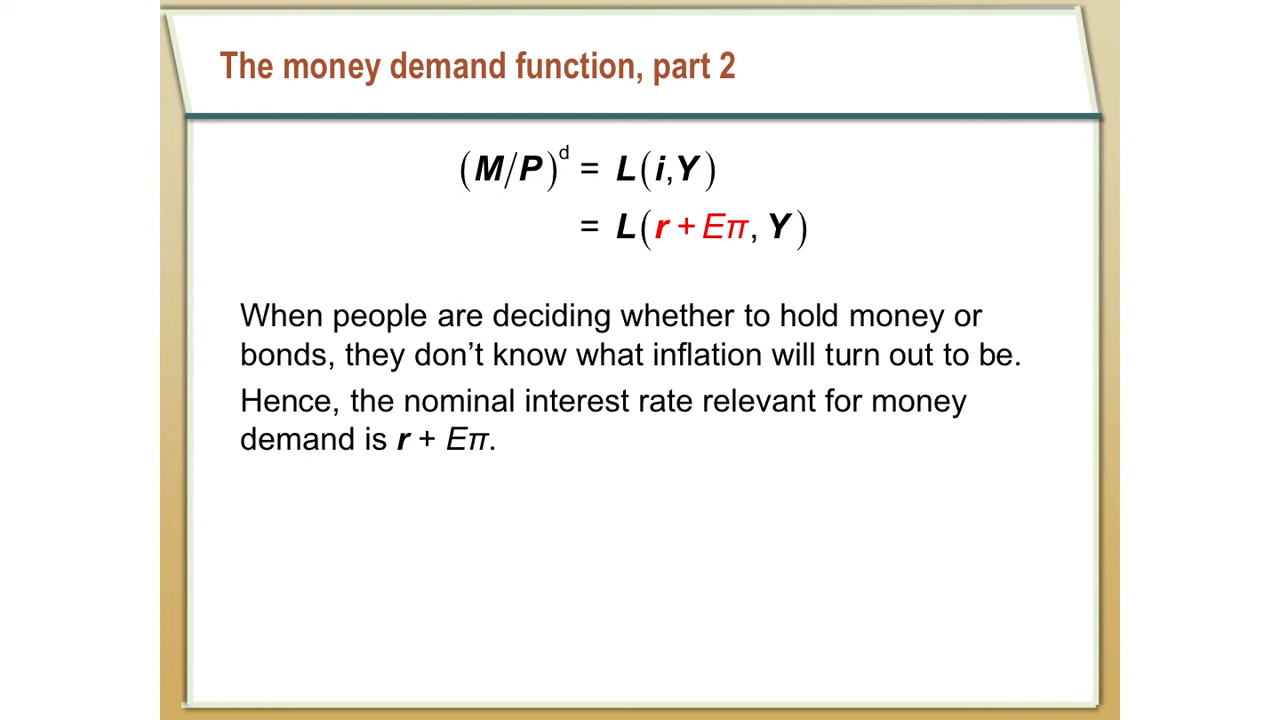 The money demand function, part 2
(M/P)ᵈ = L(i,Y)
= L(r + Eπ, Y)
When people are deciding whether to hold money or
bonds, they don’t know what inflation will turn out to be.
Hence, the nominal interest rate relevant for money
demand is r + Eπ.